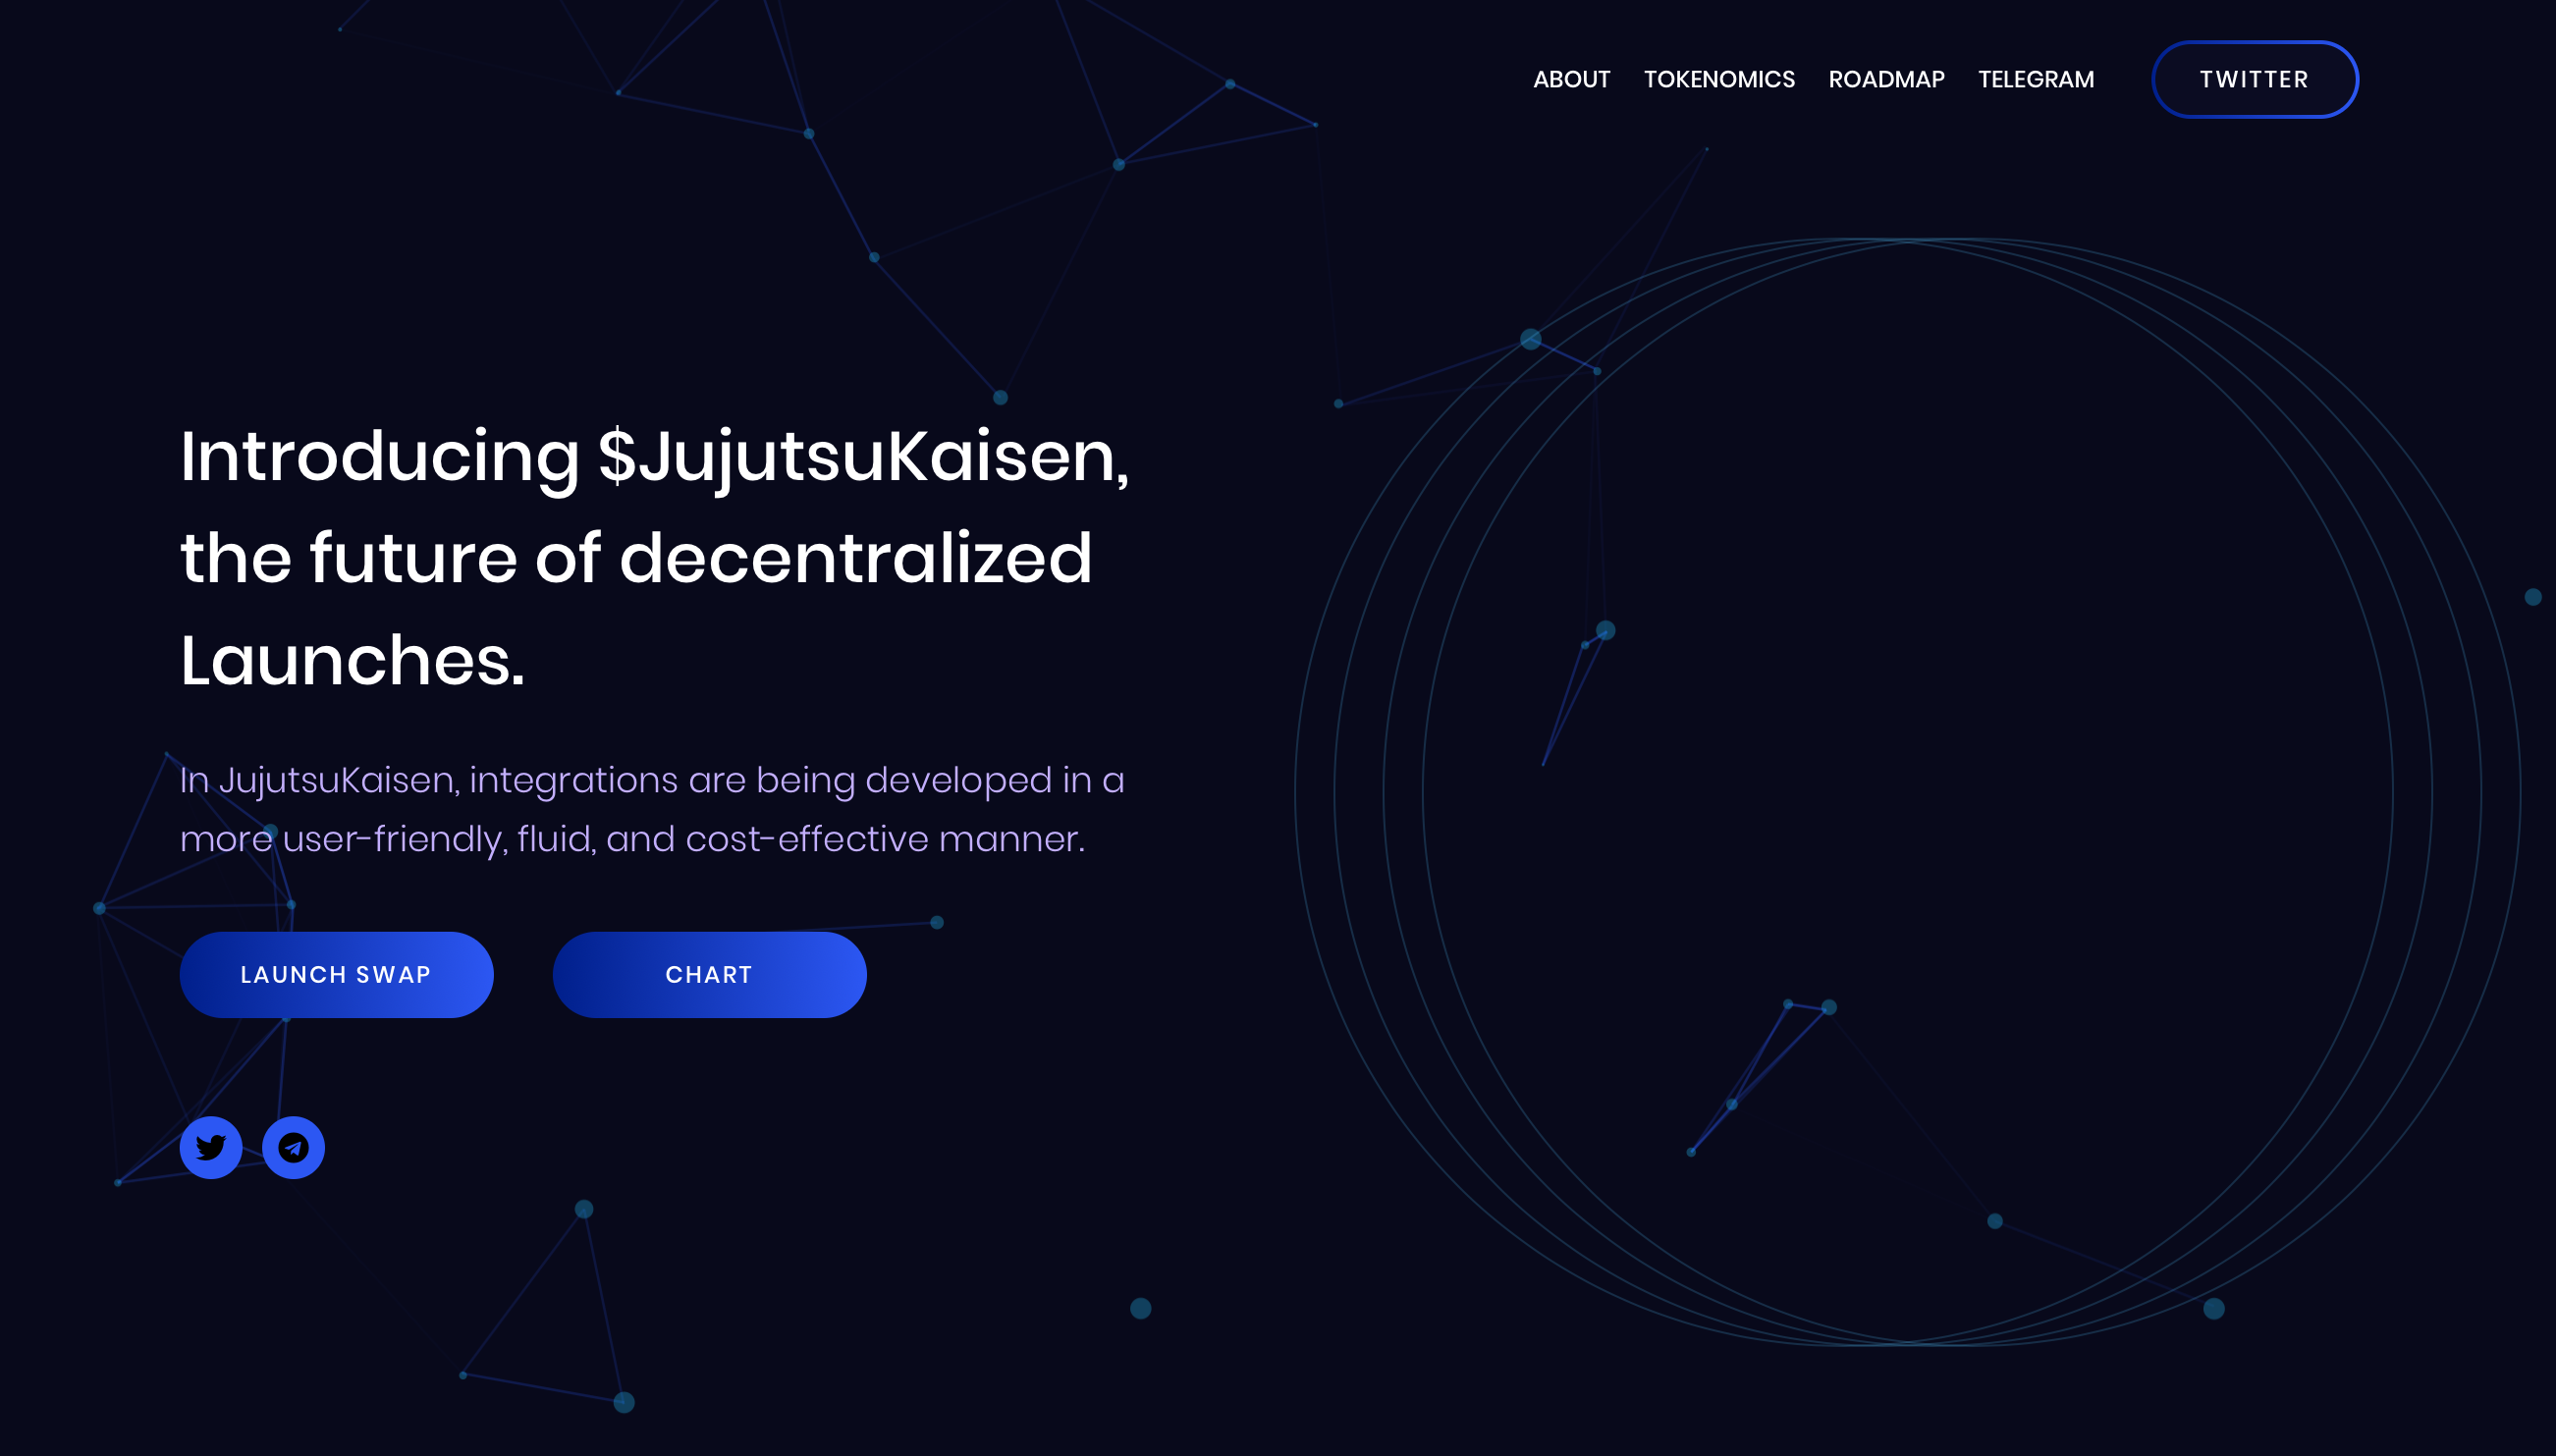 ABOUT TOKENOMICS ROADMAP TELEGRAM TWITTER
Introducing $JujutsuKaisen,
the future of decentralized
Launches.
In JujutsuKaisen, integrations are being developed in a
more user-friendly, fluid, and cost-effective manner.
LAUNCH SWAP CHART